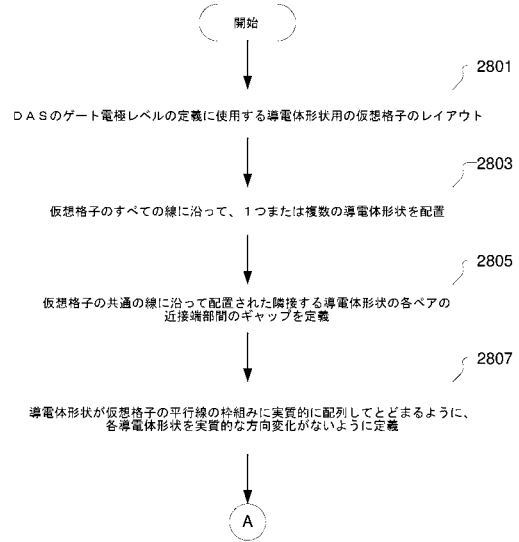 開始
2801
DASのゲート電極レベルの定義に使用する導電体形状用の仮想格子のレイアウト
2803
仮想格子のすべての線に沿って、1つまたは複数の導電体形状を配置
2805
仮想格子の共通の線に沿って配置された隣接する導電体形状の各ペアの
近接端部間のギャップを定義
2807
導電体形状が仮想格子の平行線の枠組みに実質的に配列してとどまるように、
各導電体形状を実質的な方向変化がないように定義
A